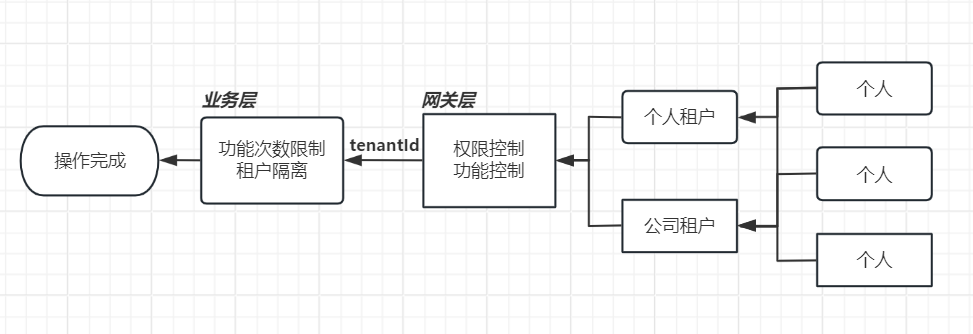 个人
业务层
网关层
个人租户
功能次数限制
租户隔离
tenantId
权限控制
功能控制
操作完成
个人
公司租户
个人